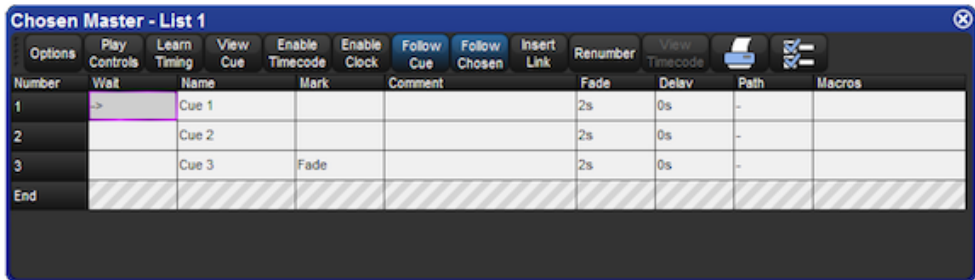 Chosen Master - List 1
Options Play Controls Learn Timing View Cue Enable Timecode Enable Clock Follow Cue Follow Chosen Insert Link Renumber View Timecode
Number Wait Name Mark Comment Fade Delay Path Macros
1 -> Cue 1 2s 0s -
2 Cue 2 2s 0s -
3 Cue 3 Fade 2s 0s -
End